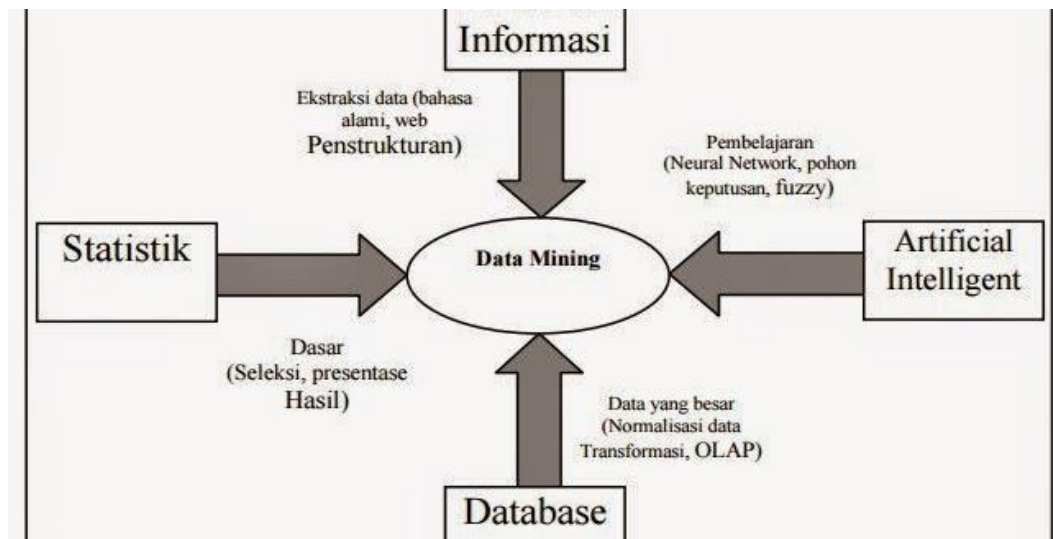 Informasi
Ekstraksi data (bahasa
alami, web
Penstrukturan)
Pembelajaran
(Neural Network, pohon
keputusan, fuzzy)
Statistik
Data Mining
Artificial
Intelligent
Dasar
(Seleksi, presentase
Hasil)
Data yang besar
(Normalisasi data
Transformasi, OLAP)
Database